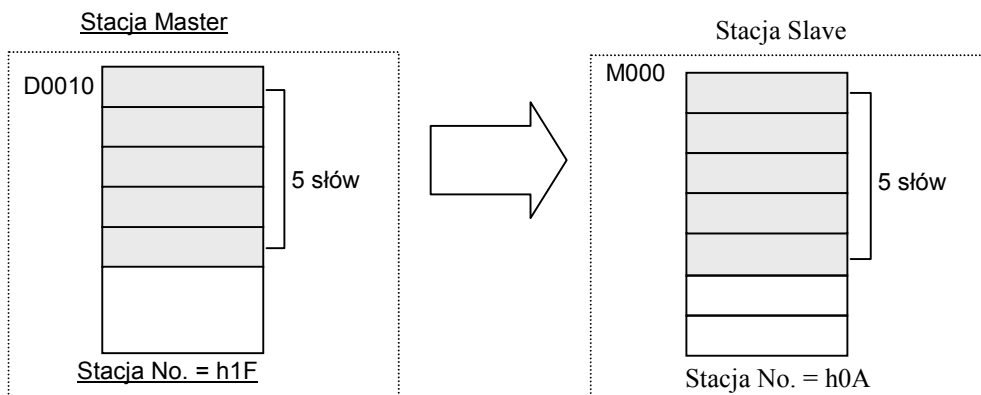 Stacja Master
D0010
5 słów
Stacja No. = h1F
Stacja Slave
M000
5 słów
Stacja No. = h0A